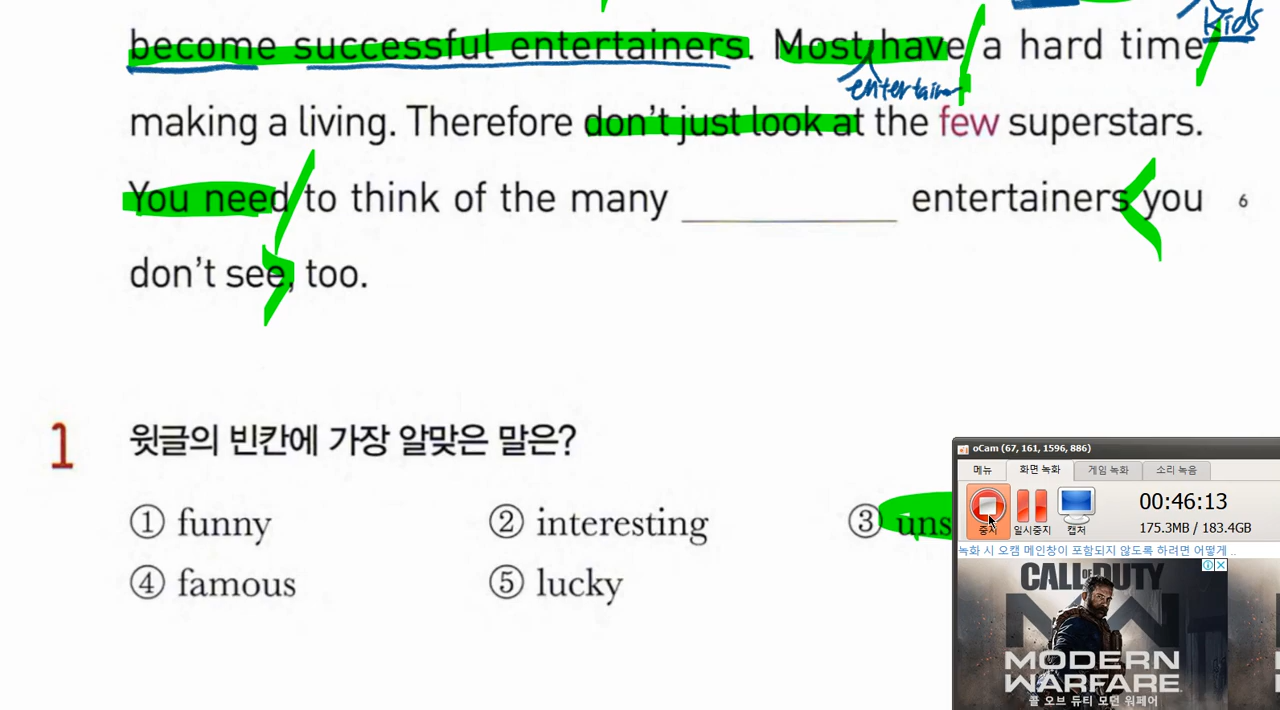 Kids
become successful entertainers. Most have a hard time
entertainer
making a living. Therefore don't just look at the few superstars.
You need to think of the many ______ entertainers you
6
don't see, too.
1
윗글의 빈칸에 가장 알맞은 말은?
① funny ② interesting ③ uns
④ famous ⑤ lucky
oCam (67, 161, 1596, 886)
메뉴 화면 녹화 게임 녹화 소리 녹음
중지 일시중지 캡처
00:46:13
175.3MB / 183.4GB
녹화 시 오캠 메인창이 포함되지 않도록 하려면 어떻게 ..
CALL OF DUTY
MW
MODERN
WARFARE
콜 오브 듀티 모던 워페어